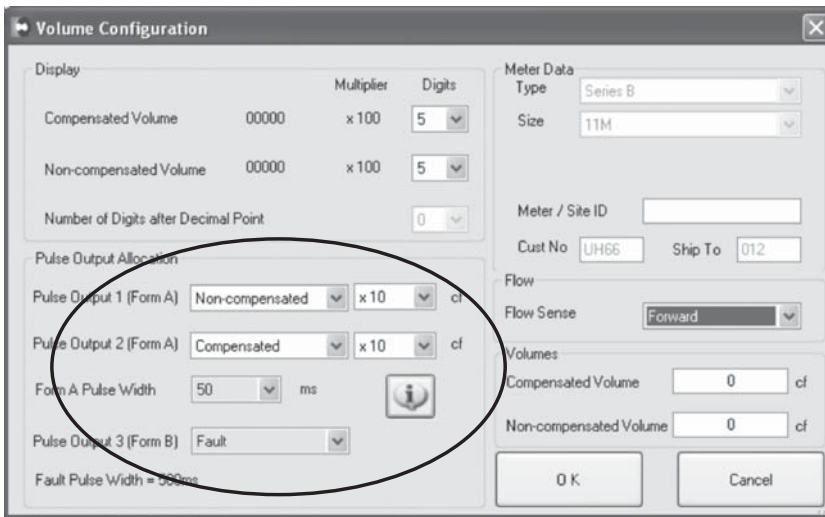 Volume Configuration
Display
Multiplier Digits
Compensated Volume 00000 x 100 5
Non-compensated Volume 00000 x 100 5
Number of Digits after Decimal Point 0
Pulse Output Allocation
Pulse Output 1 (Form A) Non-compensated x 10 cf
Pulse Output 2 (Form A) Compensated x 10 cf
Form A Pulse Width 50 ms
Pulse Output 3 (Form B) Fault
Fault Pulse Width = 500ms
Meter Data
Type Series B
Size 11M
Meter / Site ID
Cust No UH66 Ship To 012
Flow
Flow Sense Forward
Volumes
Compensated Volume 0 cf
Non-compensated Volume 0 cf
OK Cancel